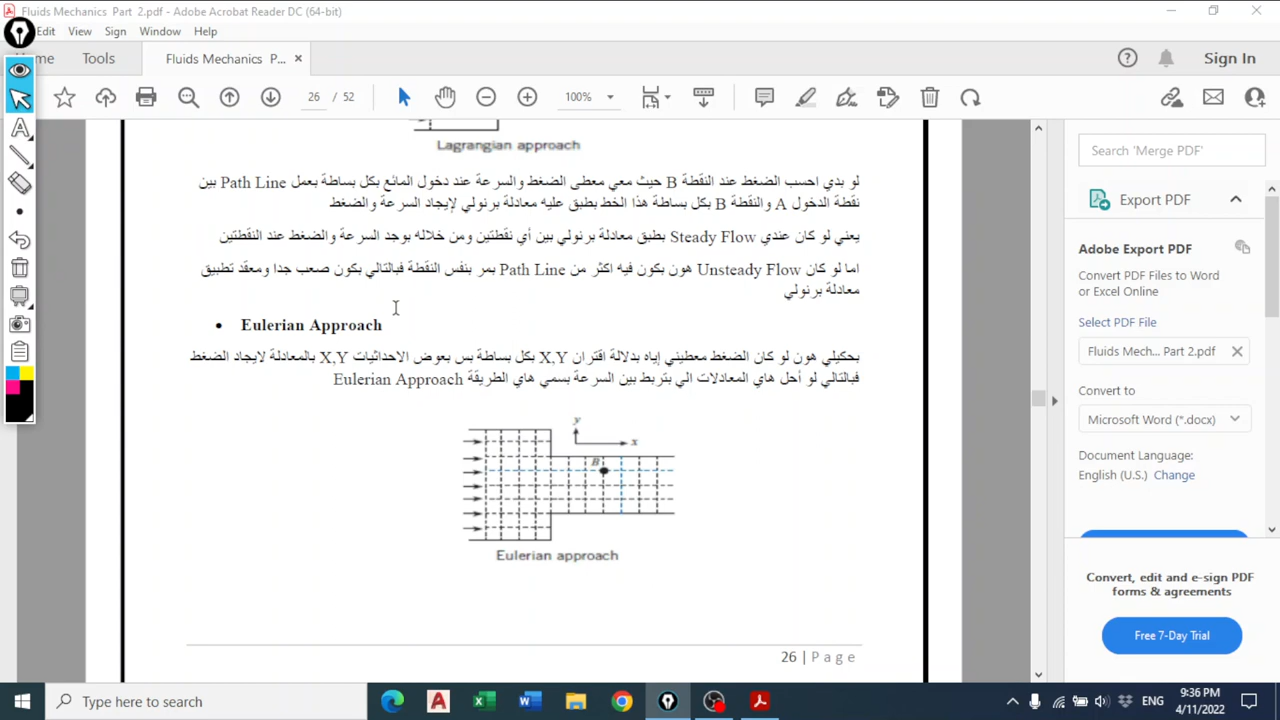 Fluids Mechanics Part 2.pdf - Adobe Acrobat Reader DC (64-bit)
Edit View Sign Window Help
Tools
Fluids Mechanics P... ×
Sign In
26 / 52
100%
Lagrangian approach
لو بدي احسب الضغط عند النقطة B حيث معي معطى الضغط والسرعة عند دخول المائع بكل بساطة بعمل Path Line بين
نقطة الدخول A والنقطة B بكل بساطة هذا الخط بطبق عليه معادلة برنولي لإيجاد السرعة والضغط
يعني لو كان عندي Steady Flow بطبق معادلة برنولي بين أي نقطتين ومن خلاله بوجد السرعة والضغط عند النقطتين
اما لو كان Unsteady Flow هون بكون فيه اكثر من Path Line بمر بنفس النقطة فبالتالي بكون صعب جدا ومعقد تطبيق
معادلة برنولي
• Eulerian Approach
بحكيلي هون لو كان الضغط معطيني إياه بدلالة اقتران X,Y بكل بساطة بس بعوض الاحداثيات X,Y بالمعادلة لايجاد الضغط
فبالتالي لو أحل هاي المعادلات الي بتربط بين السرعة بسمي هاي الطريقة Eulerian Approach
y
x
B
Eulerian approach
26 | Page
Search 'Merge PDF'
Export PDF
Adobe Export PDF
Convert PDF Files to Word
or Excel Online
Select PDF File
Fluids Mech... Part 2.pdf
Convert to
Microsoft Word (*.docx)
Document Language:
English (U.S.) Change
Convert, edit and e-sign PDF
forms & agreements
Free 7-Day Trial
Type here to search
ENG
9:36 PM
4/11/2022